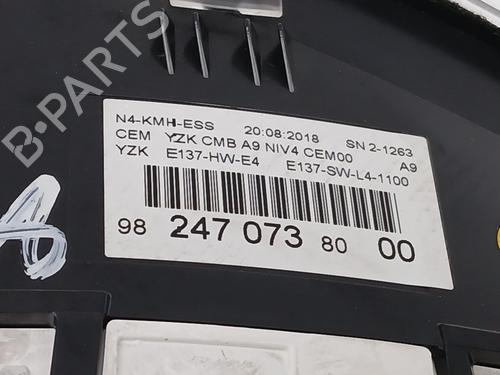 N4-KMH-ESS 20:08:2018 SN 2-1263
CEM YZK CMB A9 NIV4 CEM00 A9
YZK E137-HW-E4 E137-SW-L4-1100
98 247 073 80 00
B-PARTS